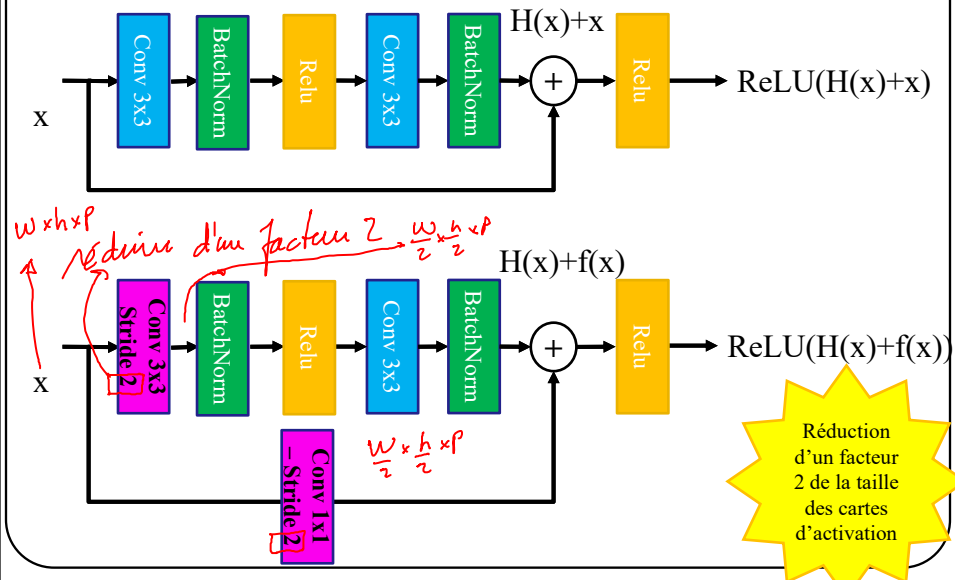 H(x)+x
Conv 3x3
BatchNorm
Relu
Conv 3x3
BatchNorm
+
Relu
ReLU(H(x)+x)
x
w×h×p
réduire d'un facteur 2
w/2 × h/2 × p
H(x)+f(x)
Conv 3x3
Stride 2
BatchNorm
Relu
Conv 3x3
BatchNorm
+
Relu
ReLU(H(x)+f(x))
x
w/2 × h/2 × p
Conv 1x1
– Stride 2
Réduction
d'un facteur
2 de la taille
des cartes
d'activation